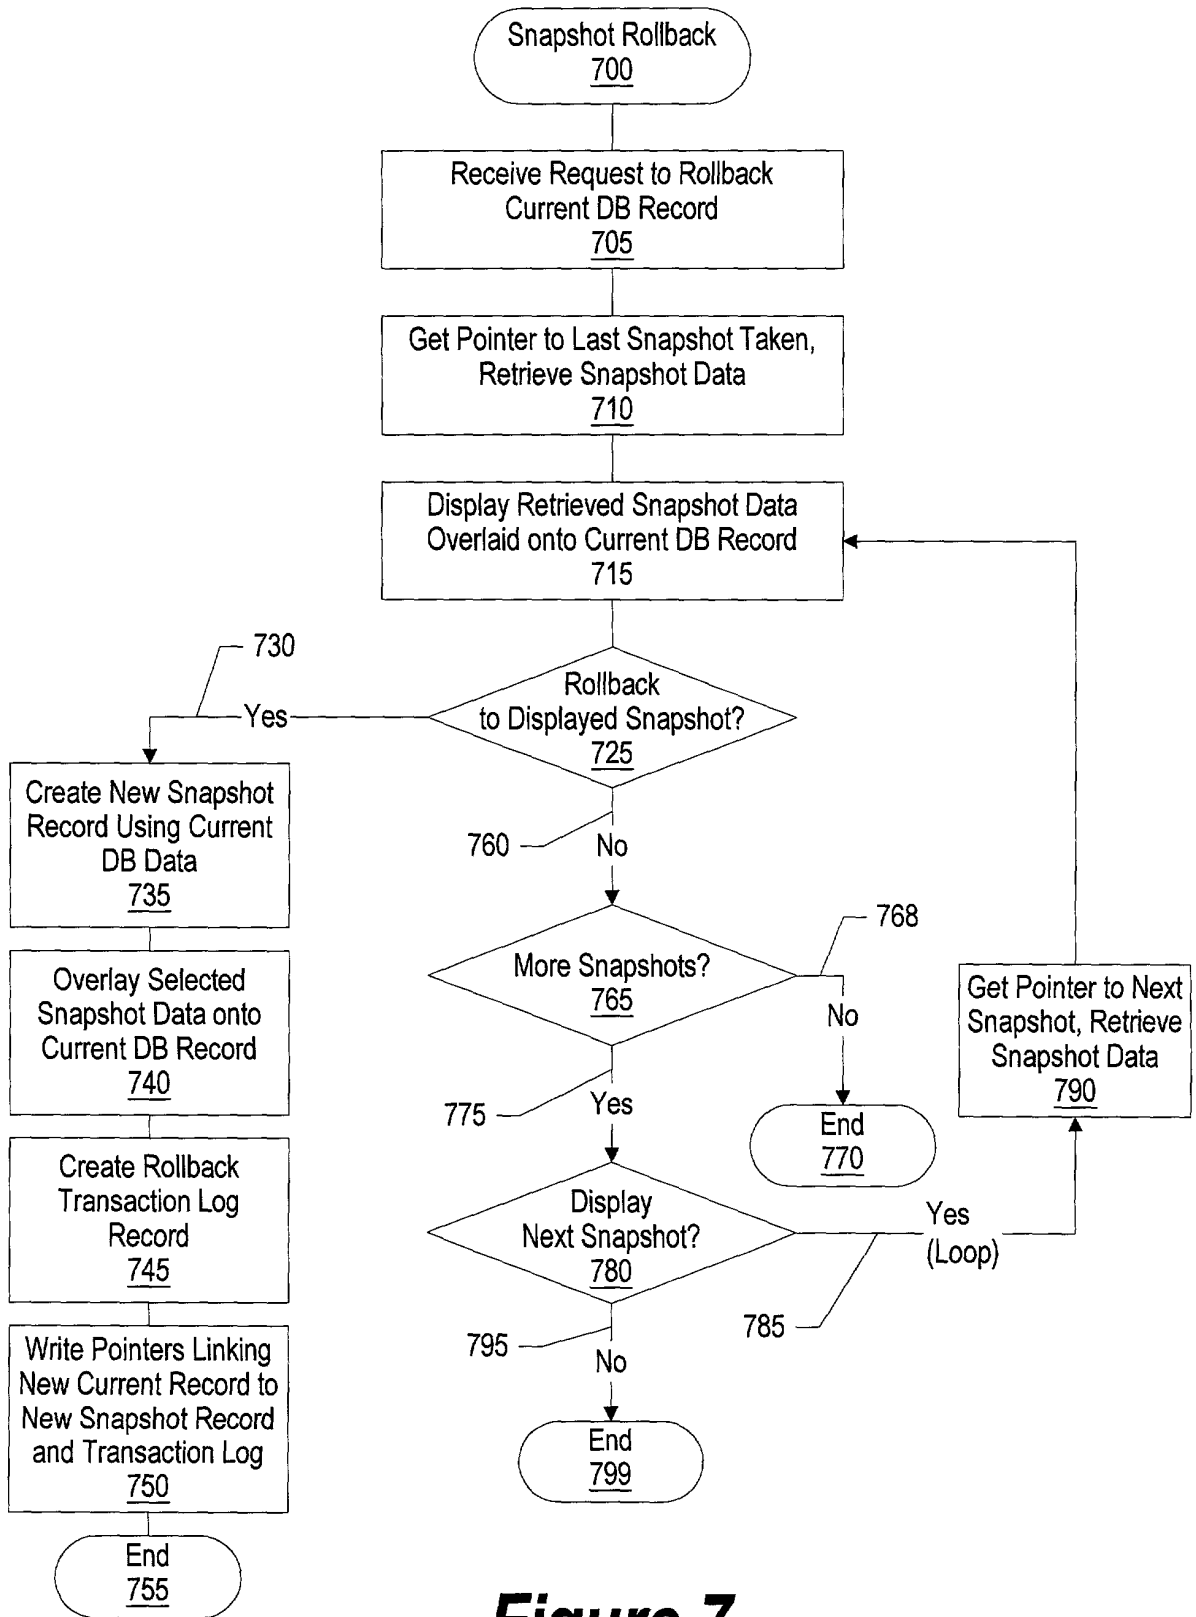 Snapshot Rollback
700
Receive Request to Rollback
Current DB Record
705
Get Pointer to Last Snapshot Taken,
Retrieve Snapshot Data
710
Display Retrieved Snapshot Data
Overlaid onto Current DB Record
715
730
Rollback
to Displayed Snapshot?
725
Yes
Create New Snapshot
Record Using Current
DB Data
735
760
No
768
More Snapshots?
765
Overlay Selected
Snapshot Data onto
Current DB Record
740
No
Get Pointer to Next
Snapshot, Retrieve
Snapshot Data
790
775
Yes
End
770
Create Rollback
Transaction Log
Record
745
Display
Next Snapshot?
780
Yes
(Loop)
785
795
No
Write Pointers Linking
New Current Record to
New Snapshot Record
and Transaction Log
750
End
799
End
755
Figure 7